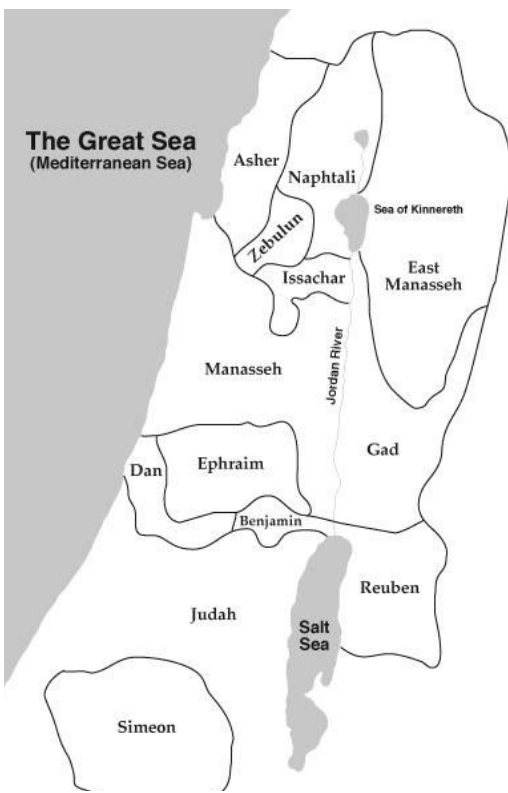 The Great Sea
(Mediterranean Sea)
Asher
Naphtali
Zebulun
Sea of Kinnereth
Issachar
East
Manasseh
Jordan River
Manasseh
Gad
Dan
Ephraim
Benjamin
Reuben
Judah
Salt
Sea
Simeon